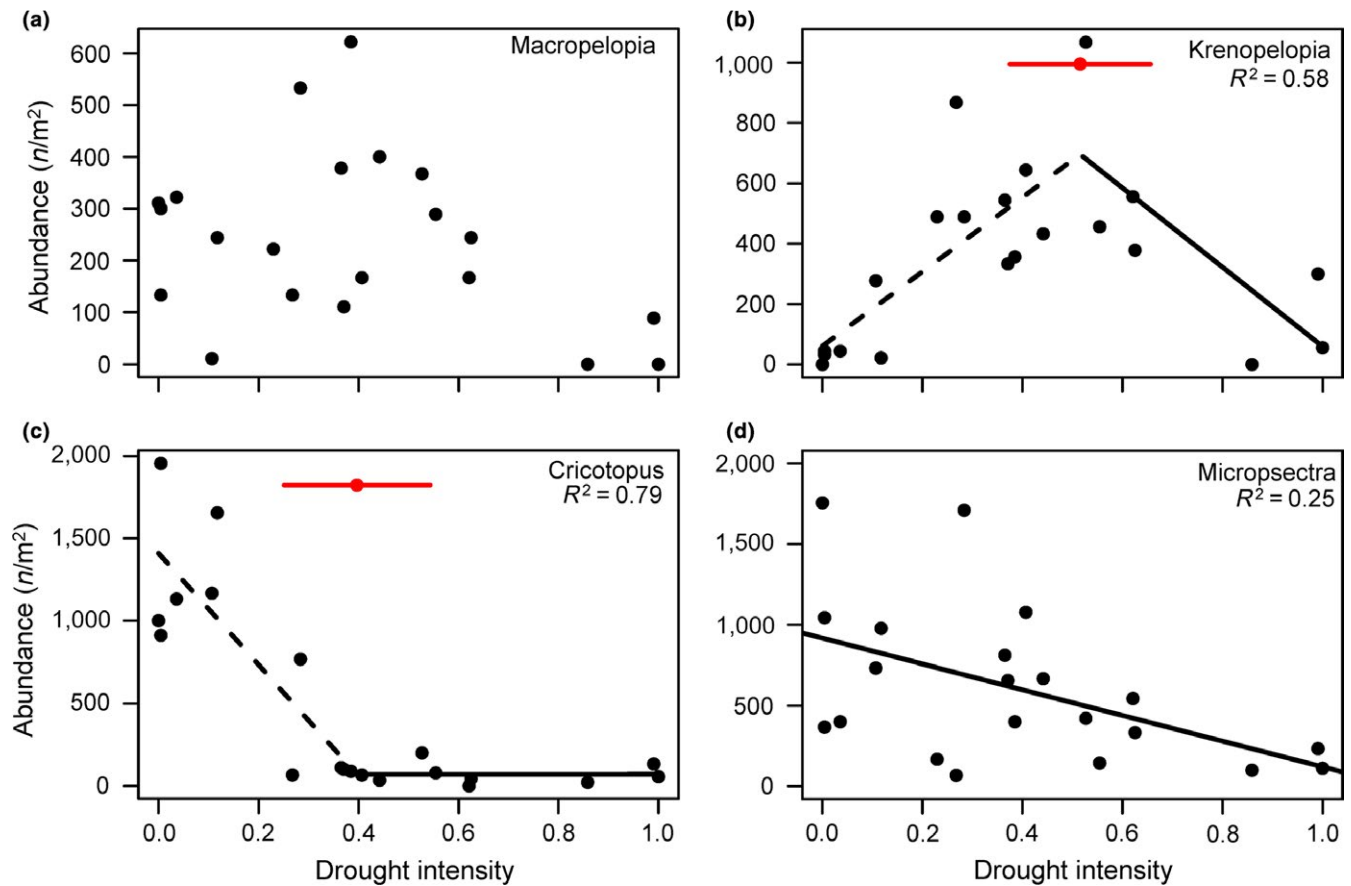 (a)
Macropelopia
600
500
400
300
200
100
0
Abundance (n/m²)
(b)
Krenopelopia
R² = 0.58
1,000
800
600
400
200
0
(c)
Cricotopus
R² = 0.79
2,000
1,500
1,000
500
0
Abundance (n/m²)
0.0 0.2 0.4 0.6 0.8 1.0
Drought intensity
(d)
Micropsectra
R² = 0.25
2,000
1,500
1,000
500
0
0.0 0.2 0.4 0.6 0.8 1.0
Drought intensity